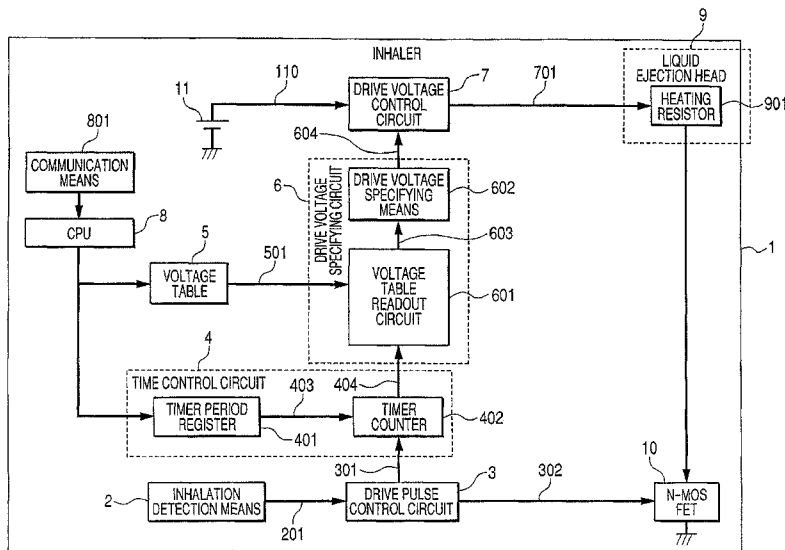 9
INHALER
LIQUID
EJECTION HEAD
HEATING
RESISTOR
901
11
110
DRIVE VOLTAGE
CONTROL
CIRCUIT
7
701
801
COMMUNICATION
MEANS
604
6
DRIVE VOLTAGE
SPECIFYING CIRCUIT
DRIVE VOLTAGE
SPECIFYING
MEANS
602
CPU
8
603
5
VOLTAGE
TABLE
501
VOLTAGE
TABLE
READOUT
CIRCUIT
601
1
4
TIME CONTROL CIRCUIT
404
TIMER PERIOD
REGISTER
401
403
TIMER
COUNTER
402
301
3
2
INHALATION
DETECTION MEANS
201
DRIVE PULSE
CONTROL CIRCUIT
302
10
N-MOS
FET